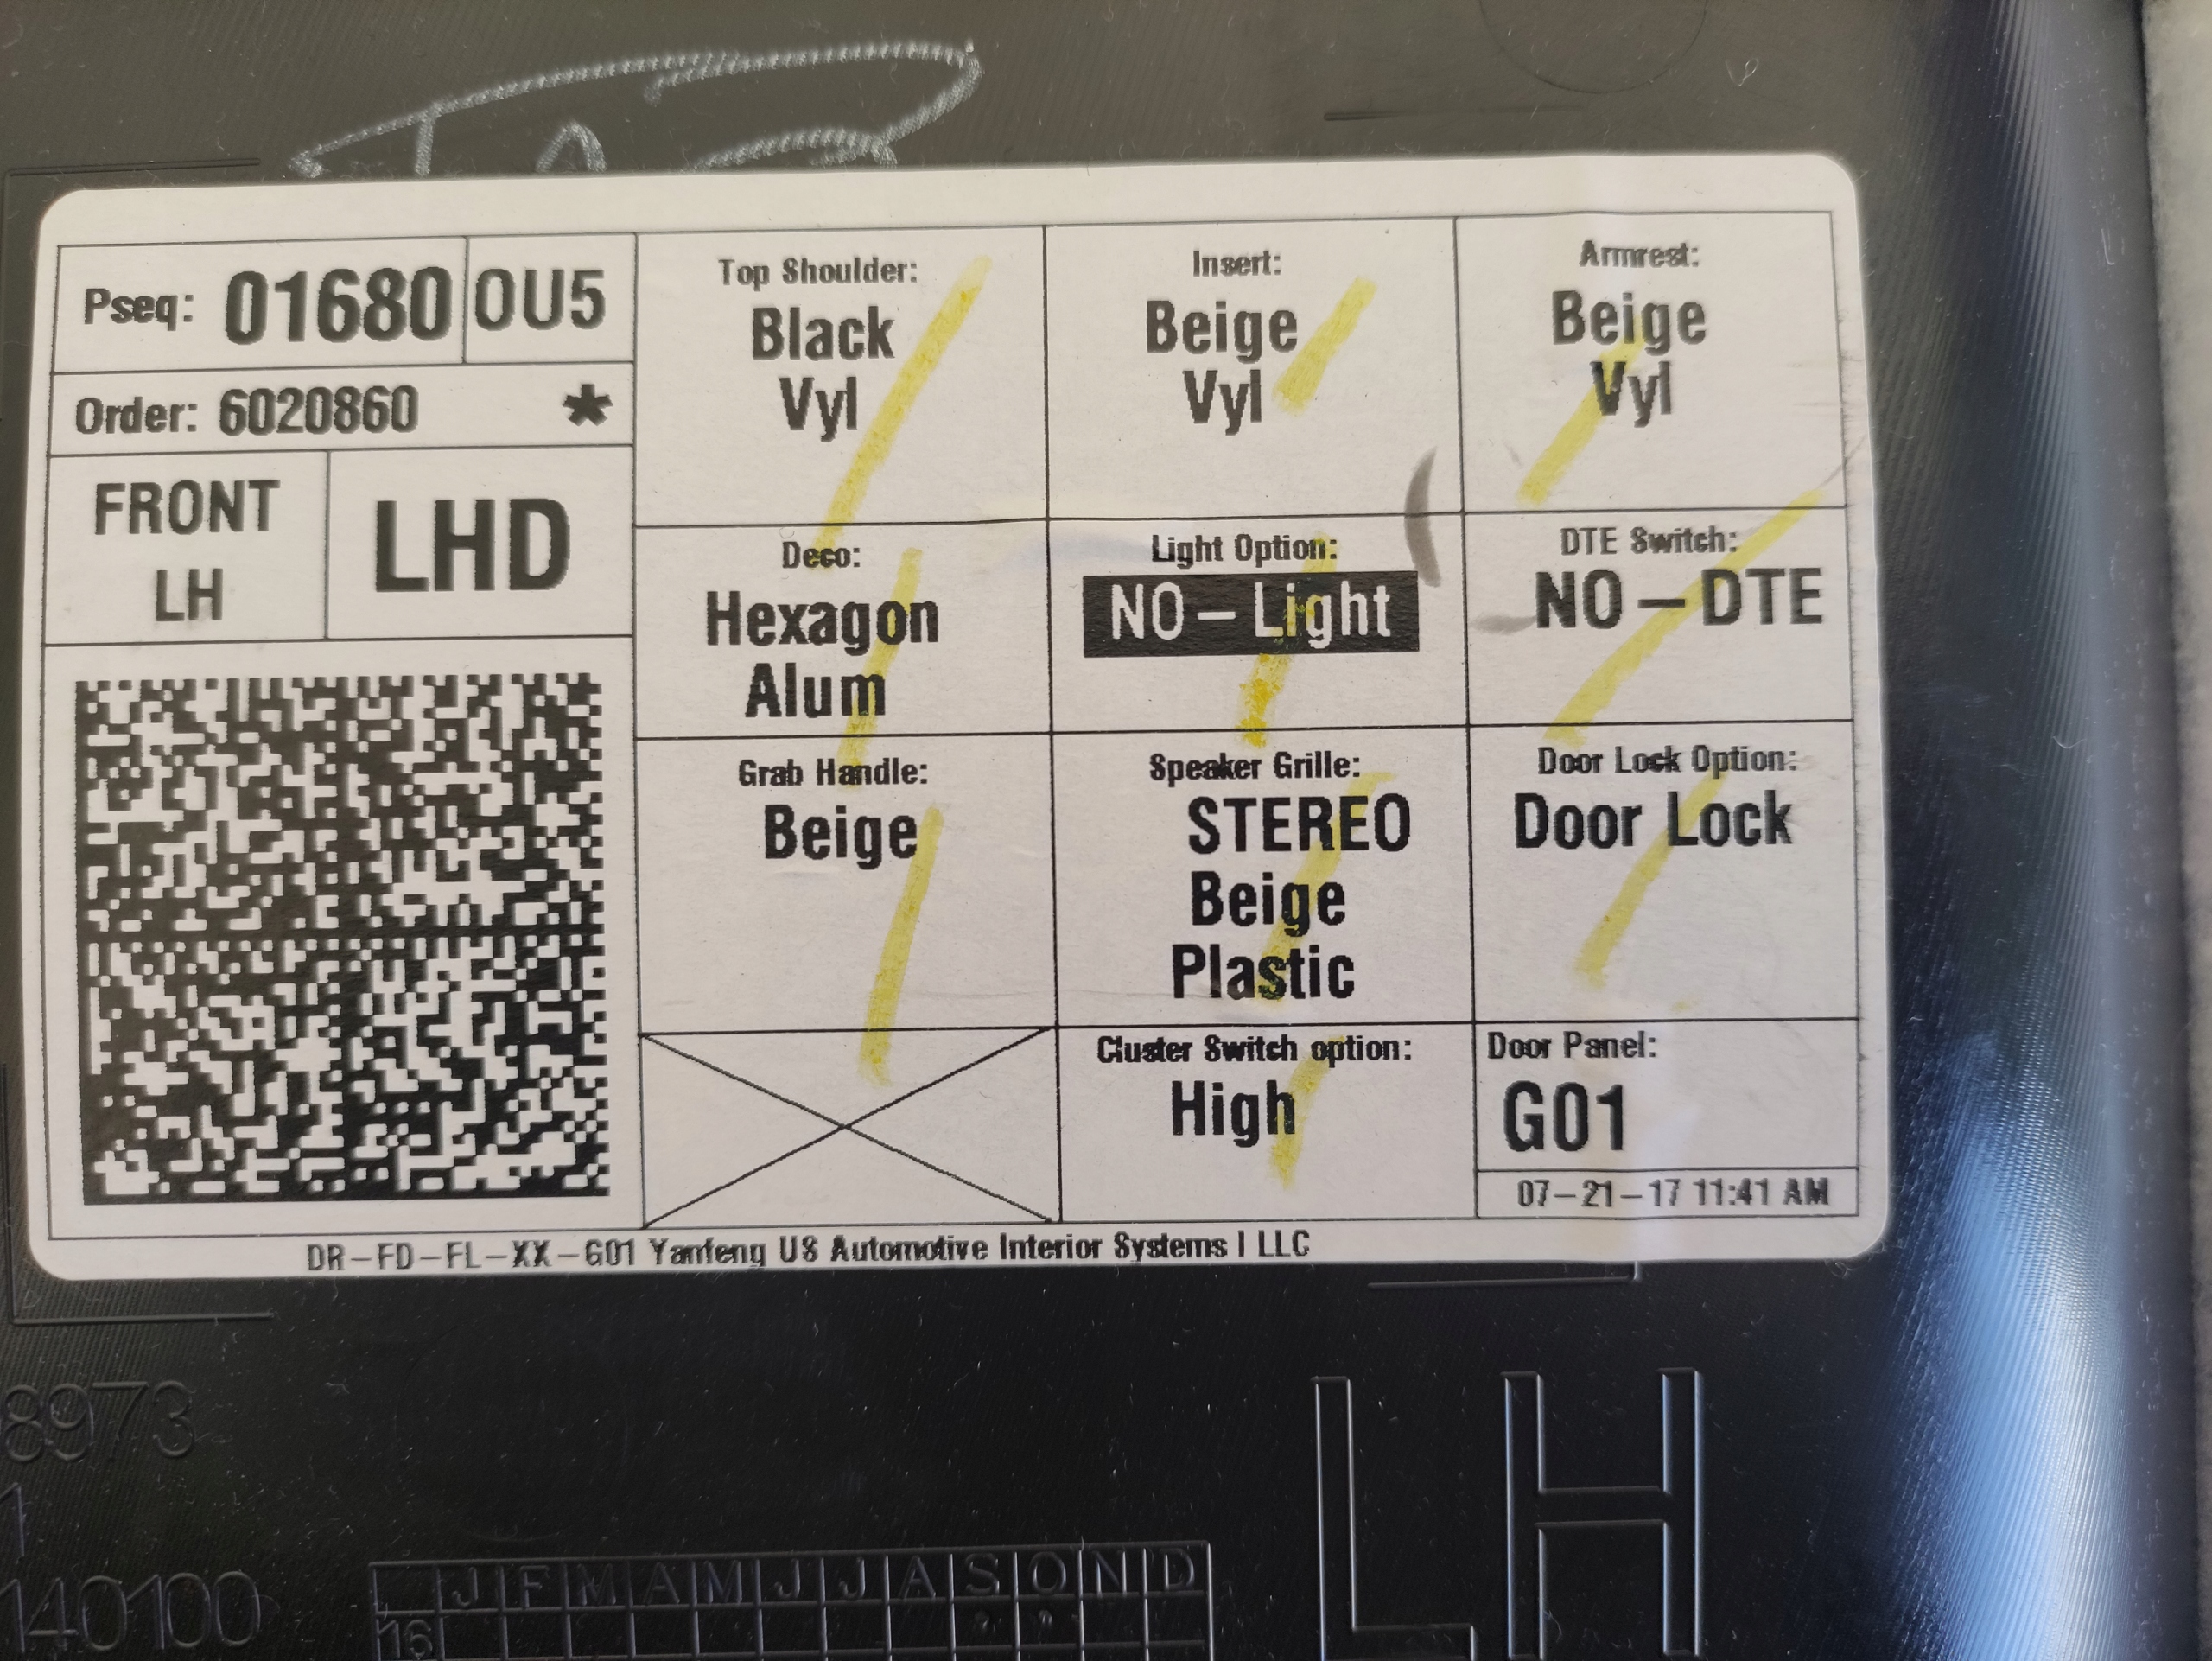 Pseq: 01680 0U5
Order: 6020860 *
FRONT
LH
LHD
Top Shoulder:
Black
Vyl
Insert:
Beige
Vyl
Armrest:
Beige
Vyl
Deco:
Hexagon
Alum
Light Option:
NO-Light
DTE Switch:
NO-DTE
Grab Handle:
Beige
Speaker Grille:
STEREO
Beige
Plastic
Door Lock Option:
Door Lock
Cluster Switch option:
High
Door Panel:
G01
07-21-17 11:41 AM
DR-FD-FL-XX-G01 Yanfeng US Automotive Interior Systems I LLC
8973
1
140100
J F M A M J J A S O N D
16
LH